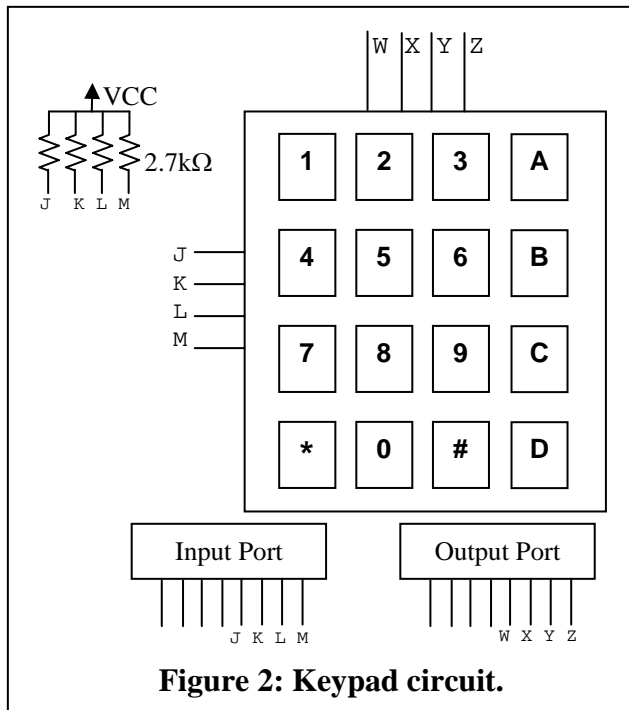 W X Y Z
VCC
2.7kΩ
J K L M
1 2 3 A
J
4 5 6 B
K
L
M
7 8 9 C
* 0 # D
Input Port
Output Port
J K L M
W X Y Z
Figure 2: Keypad circuit.